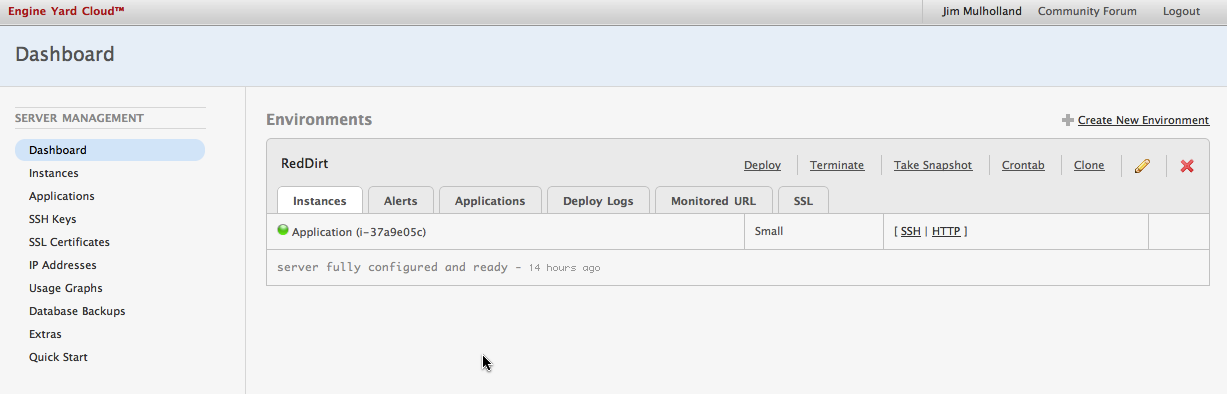 Engine Yard Cloud™ Jim Mulholland Community Forum Logout
Dashboard
SERVER MANAGEMENT
Dashboard
Instances
Applications
SSH Keys
SSL Certificates
IP Addresses
Usage Graphs
Database Backups
Extras
Quick Start
Environments Create New Environment
RedDirt Deploy Terminate Take Snapshot Crontab Clone
Instances Alerts Applications Deploy Logs Monitored URL SSL
Application (i-37a9e05c) Small [ SSH | HTTP ]
server fully configured and ready - 14 hours ago